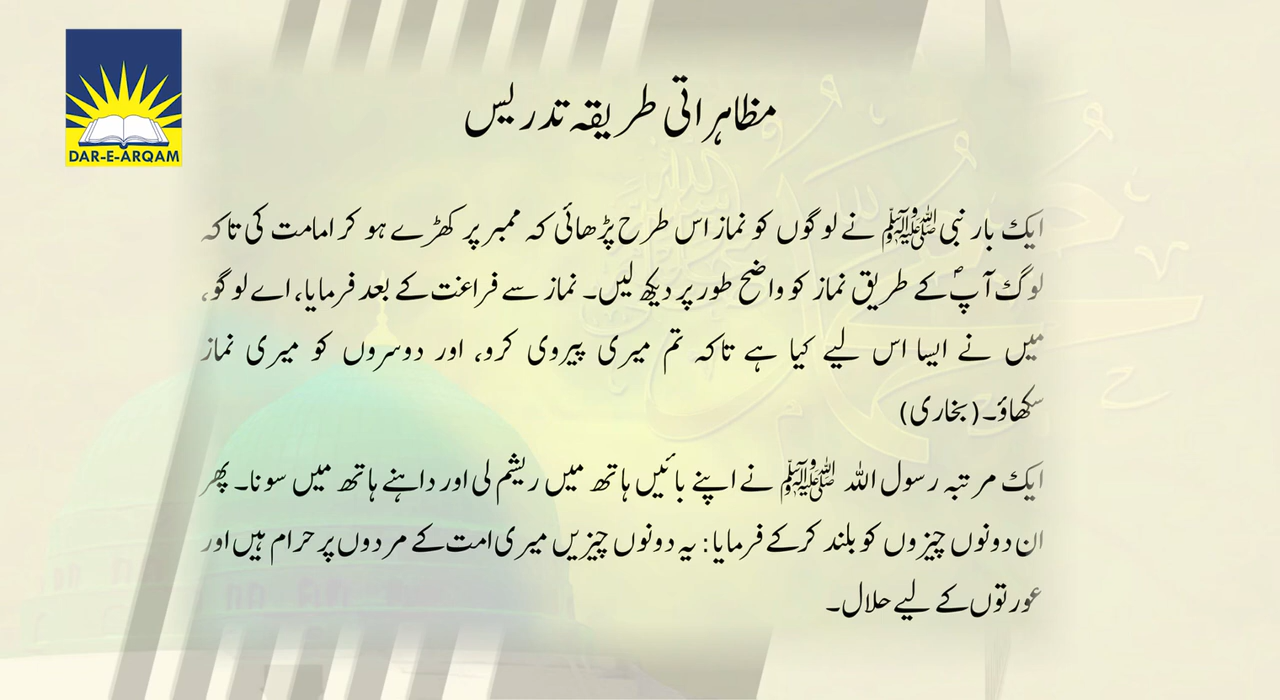 DAR-E-ARQAM
مظاہراتی طریقہ تدریس
ایک بار نبی ﷺ نے لوگوں کو نماز اس طرح پڑھائی کہ ممبر پر کھڑے ہو کر امامت کی تاکہ
لوگ آپؐ کے طریق نماز کو واضح طور پر دیکھ لیں۔ نماز سے فراغت کے بعد فرمایا، اے لوگو،
میں نے ایسا اس لیے کیا ہے تاکہ تم میری پیروی کرو، اور دوسروں کو میری نماز
سکھاؤ۔ (بخاری)
ایک مرتبہ رسول اللہ ﷺ نے اپنے بائیں ہاتھ میں ریشم لی اور داہنے ہاتھ میں سونا۔ پھر
ان دونوں چیزوں کو بلند کرکے فرمایا: یہ دونوں چیزیں میری امت کے مردوں پر حرام ہیں اور
عورتوں کے لیے حلال۔